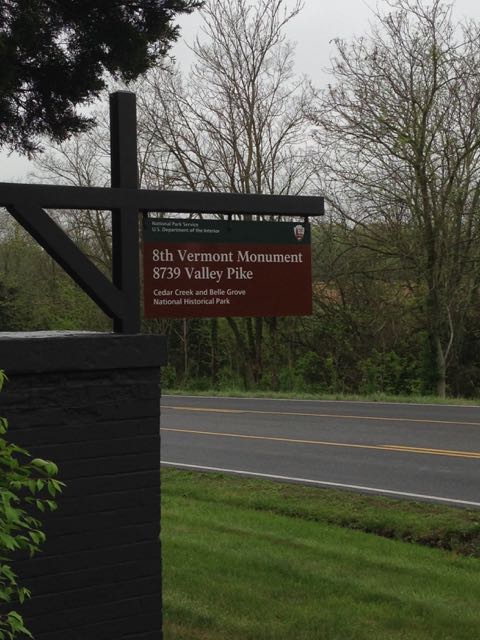 National Park Service
U.S. Department of the Interior
8th Vermont Monument
8739 Valley Pike
Cedar Creek and Belle Grove
National Historical Park